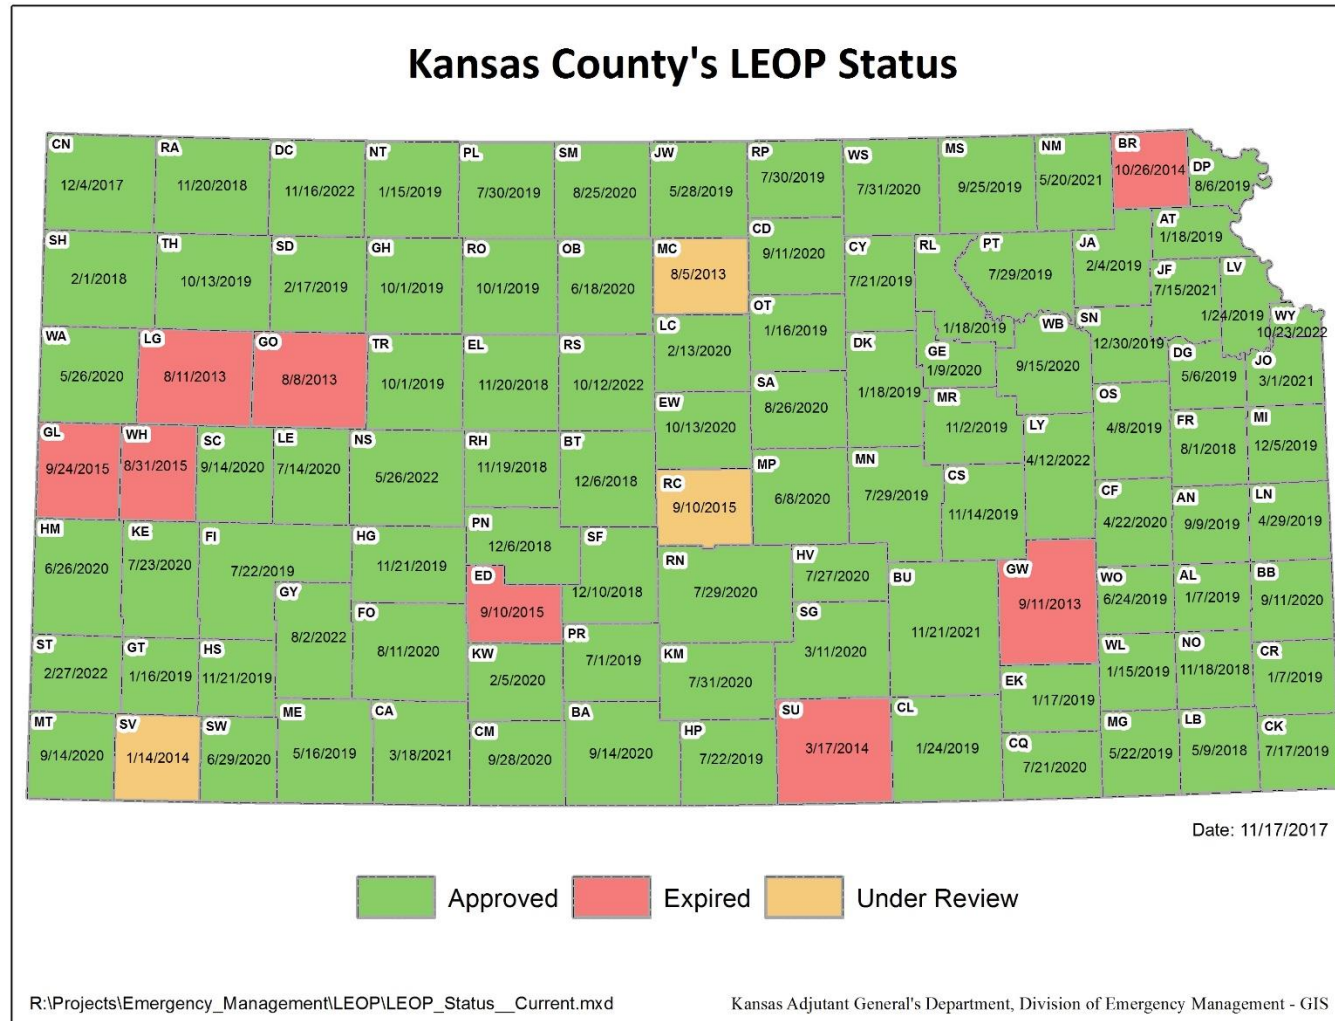 Kansas County's LEOP Status
CN
12/4/2017
RA
11/20/2018
DC
11/16/2022
NT
1/15/2019
PL
7/30/2019
SM
8/25/2020
JW
5/28/2019
RP
7/30/2019
WS
7/31/2020
MS
9/25/2019
NM
5/20/2021
BR
10/26/2014
DP
8/6/2019
AT
1/18/2019
SH
2/1/2018
TH
10/13/2019
SD
2/17/2019
GH
10/1/2019
RO
10/1/2019
OB
6/18/2020
MC
8/5/2013
CD
9/11/2020
CY
7/21/2019
RL
1/18/2019
PT
7/29/2019
JA
2/4/2019
JF
7/15/2021
LV
1/24/2019
WY
10/23/2022
WA
5/26/2020
LG
8/11/2013
GO
8/8/2013
TR
10/1/2019
EL
11/20/2018
RS
10/12/2022
LC
2/13/2020
OT
1/16/2019
DK
1/18/2019
GE
1/9/2020
WB
9/15/2020
SN
12/30/2019
DG
5/6/2019
JO
3/1/2021
GL
9/24/2015
WH
8/31/2015
SC
9/14/2020
LE
7/14/2020
NS
5/26/2022
RH
11/19/2018
BT
12/6/2018
EW
10/13/2020
SA
8/26/2020
MR
11/2/2019
LY
4/12/2022
OS
4/8/2019
FR
8/1/2018
MI
12/5/2019
RC
9/10/2015
MP
6/8/2020
MN
7/29/2019
CS
11/14/2019
CF
4/22/2020
AN
9/9/2019
LN
4/29/2019
HM
6/26/2020
KE
7/23/2020
FI
7/22/2019
HG
11/21/2019
PN
12/6/2018
SF
12/10/2018
ED
9/10/2015
RN
7/29/2020
HV
7/27/2020
BU
11/21/2021
GW
9/11/2013
WO
6/24/2019
AL
1/7/2019
BB
9/11/2020
GY
8/2/2022
FO
8/11/2020
SG
3/11/2020
ST
2/27/2022
GT
1/16/2019
HS
11/21/2019
KW
2/5/2020
PR
7/1/2019
KM
7/31/2020
EK
1/17/2019
WL
1/15/2019
NO
11/18/2018
CR
1/7/2019
MT
9/14/2020
SV
1/14/2014
SW
6/29/2020
ME
5/16/2019
CA
3/18/2021
CM
9/28/2020
BA
9/14/2020
HP
7/22/2019
SU
3/17/2014
CL
1/24/2019
CQ
7/21/2020
MG
5/22/2019
LB
5/9/2018
CK
7/17/2019
Date: 11/17/2017
Approved
Expired
Under Review
R:\Projects\Emergency_Management\LEOP\LEOP_Status__Current.mxd
Kansas Adjutant General's Department, Division of Emergency Management - GIS